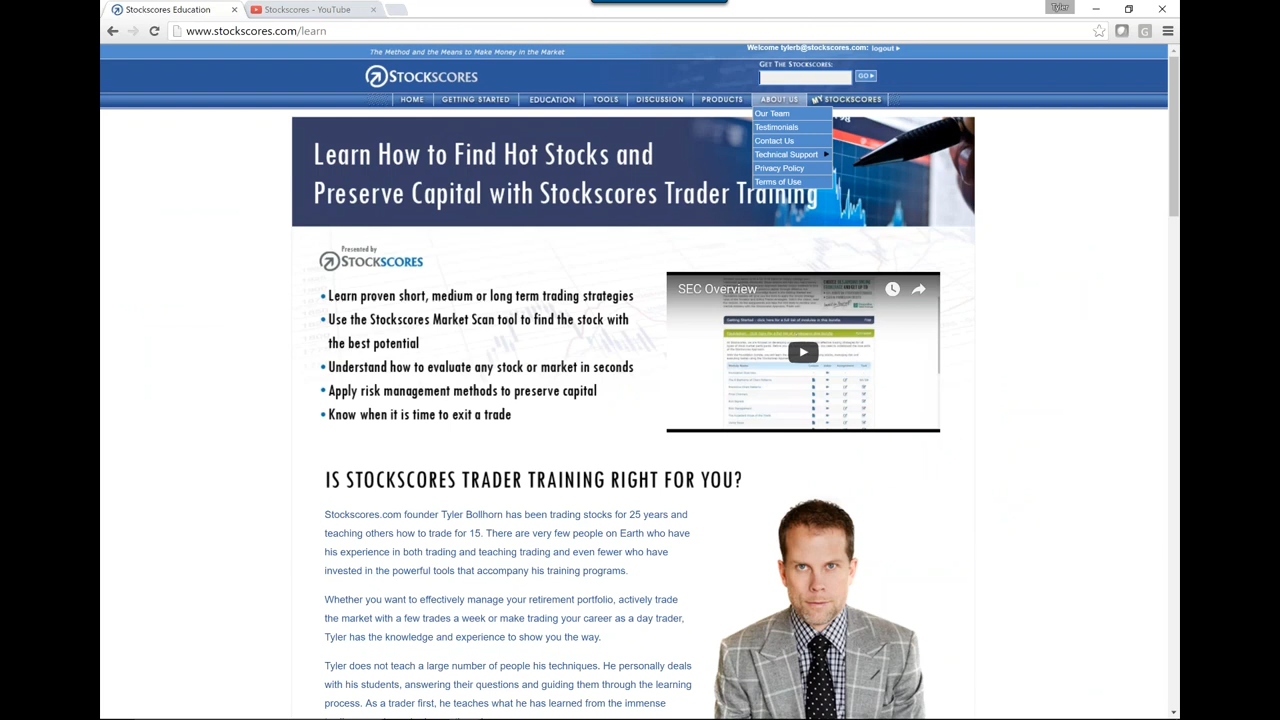 Stockscores Education
Stockscores - YouTube
Tyler
www.stockscores.com/learn
The Method and the Means to Make Money in the Market
Welcome tylerb@stockscores.com: logout
STOCKSCORES
GET THE STOCKSCORES:
GO
HOME GETTING STARTED EDUCATION TOOLS DISCUSSION PRODUCTS ABOUT US MY STOCKSCORES
Our Team
Testimonials
Contact Us
Technical Support
Privacy Policy
Terms of Use
Learn How to Find Hot Stocks and
Preserve Capital with Stockscores Trader Training
Presented by
STOCKSCORES
• Learn proven short, medium or long term trading strategies
• Use the Stockscores Market Scan tool to find the stock with
the best potential
• Understand how to evaluate any stock or market in seconds
• Apply risk management methods to preserve capital
• Know when it is time to exit a trade
SEC Overview
IS STOCKSCORES TRADER TRAINING RIGHT FOR YOU?
Stockscores.com founder Tyler Bollhorn has been trading stocks for 25 years and
teaching others how to trade for 15. There are very few people on Earth who have
his experience in both trading and teaching trading and even fewer who have
invested in the powerful tools that accompany his training programs.
Whether you want to effectively manage your retirement portfolio, actively trade
the market with a few trades a week or make trading your career as a day trader,
Tyler has the knowledge and experience to show you the way.
Tyler does not teach a large number of people his techniques. He personally deals
with his students, answering their questions and guiding them through the learning
process. As a trader first, he teaches what he has learned from the immense